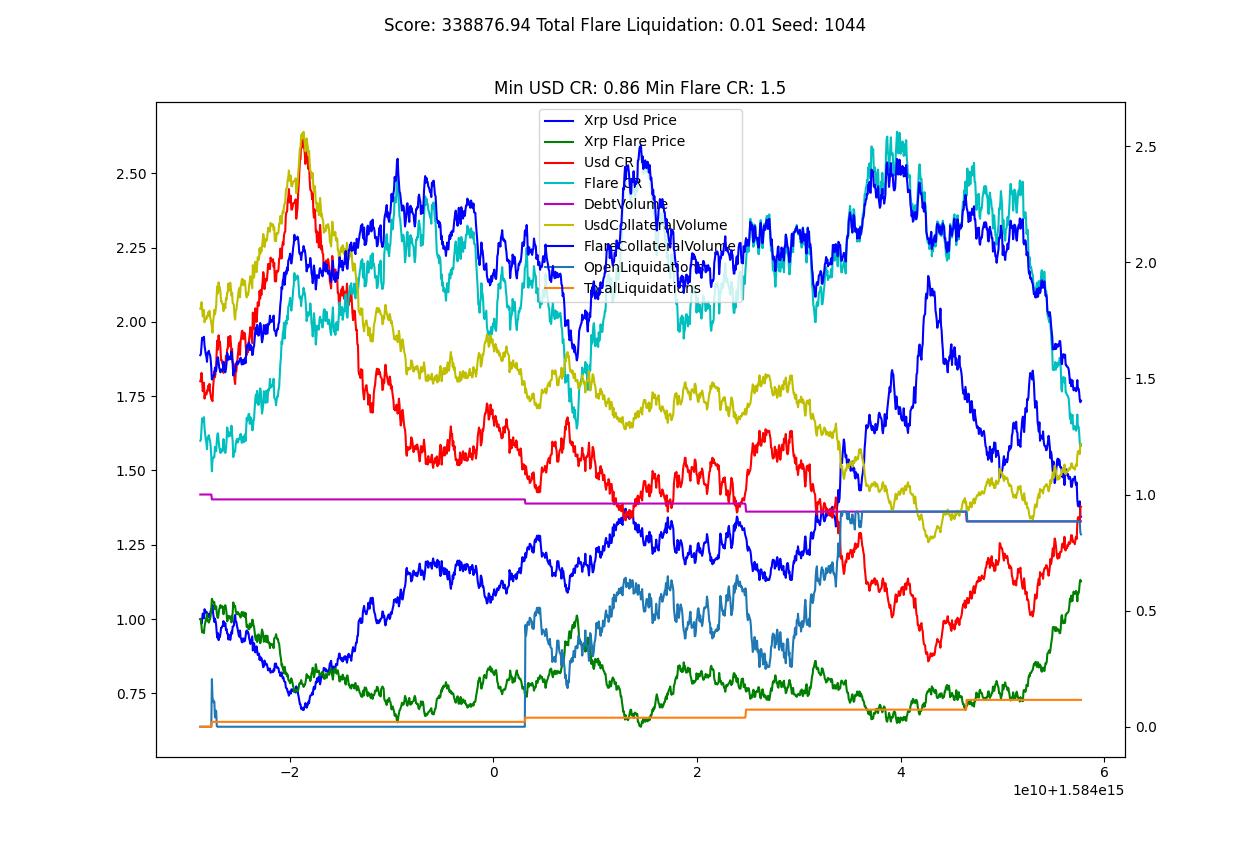 Score: 338876.94 Total Flare Liquidation: 0.01 Seed: 1044
Min USD CR: 0.86 Min Flare CR: 1.5
Xrp Usd Price
Xrp Flare Price
Usd CR
Flare CR
DebtVolume
UsdCollateralVolume
FlareCollateralVolume
OpenLiquidations
TotalLiquidations
2.50
2.25
2.00
1.75
1.50
1.25
1.00
0.75
2.5
2.0
1.5
1.0
0.5
0.0
−2 0 2 4 6
1e10+1.584e15